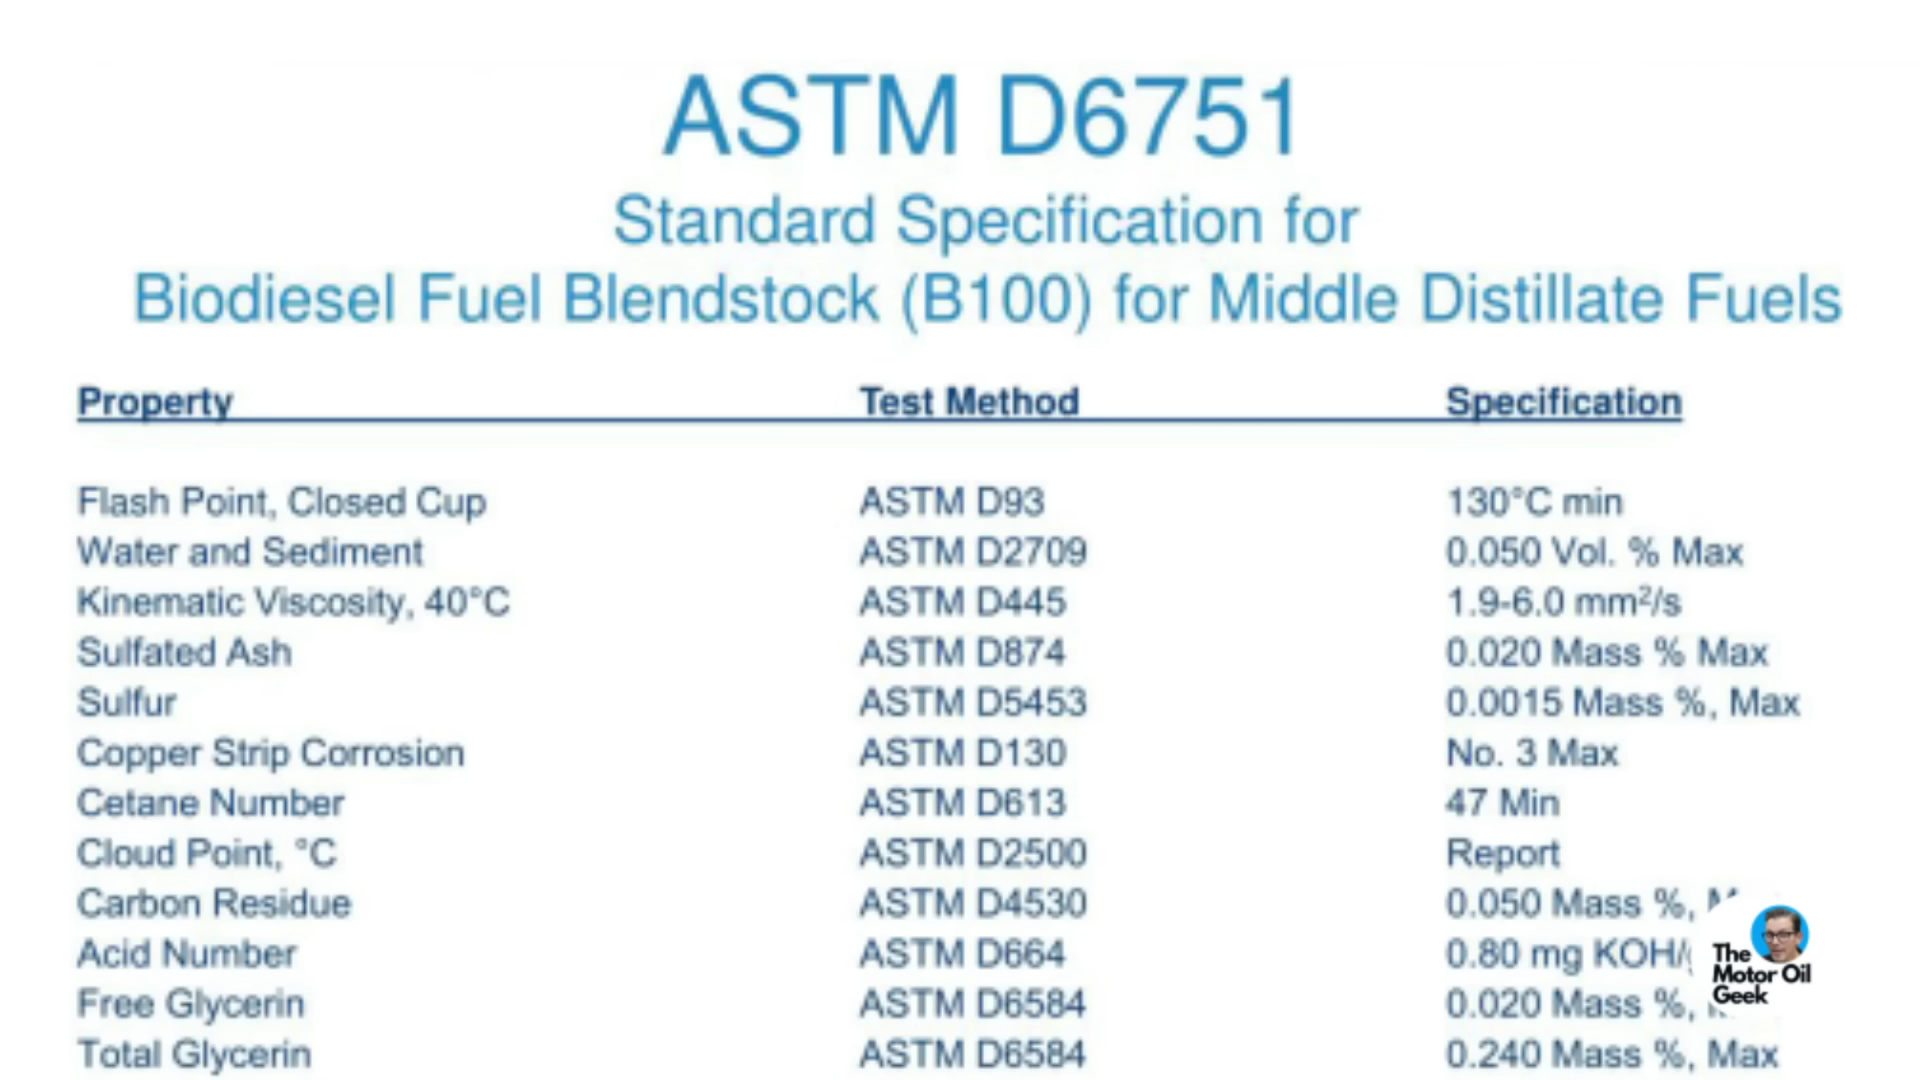 ASTM D6751
Standard Specification for
Biodiesel Fuel Blendstock (B100) for Middle Distillate Fuels
Property Test Method Specification
Flash Point, Closed Cup ASTM D93 130°C min
Water and Sediment ASTM D2709 0.050 Vol. % Max
Kinematic Viscosity, 40°C ASTM D445 1.9-6.0 mm²/s
Sulfated Ash ASTM D874 0.020 Mass % Max
Sulfur ASTM D5453 0.0015 Mass %, Max
Copper Strip Corrosion ASTM D130 No. 3 Max
Cetane Number ASTM D613 47 Min
Cloud Point, °C ASTM D2500 Report
Carbon Residue ASTM D4530 0.050 Mass %,
Acid Number ASTM D664 0.80 mg KOH/
Free Glycerin ASTM D6584 0.020 Mass %,
Total Glycerin ASTM D6584 0.240 Mass %, Max
The
Motor Oil
Geek